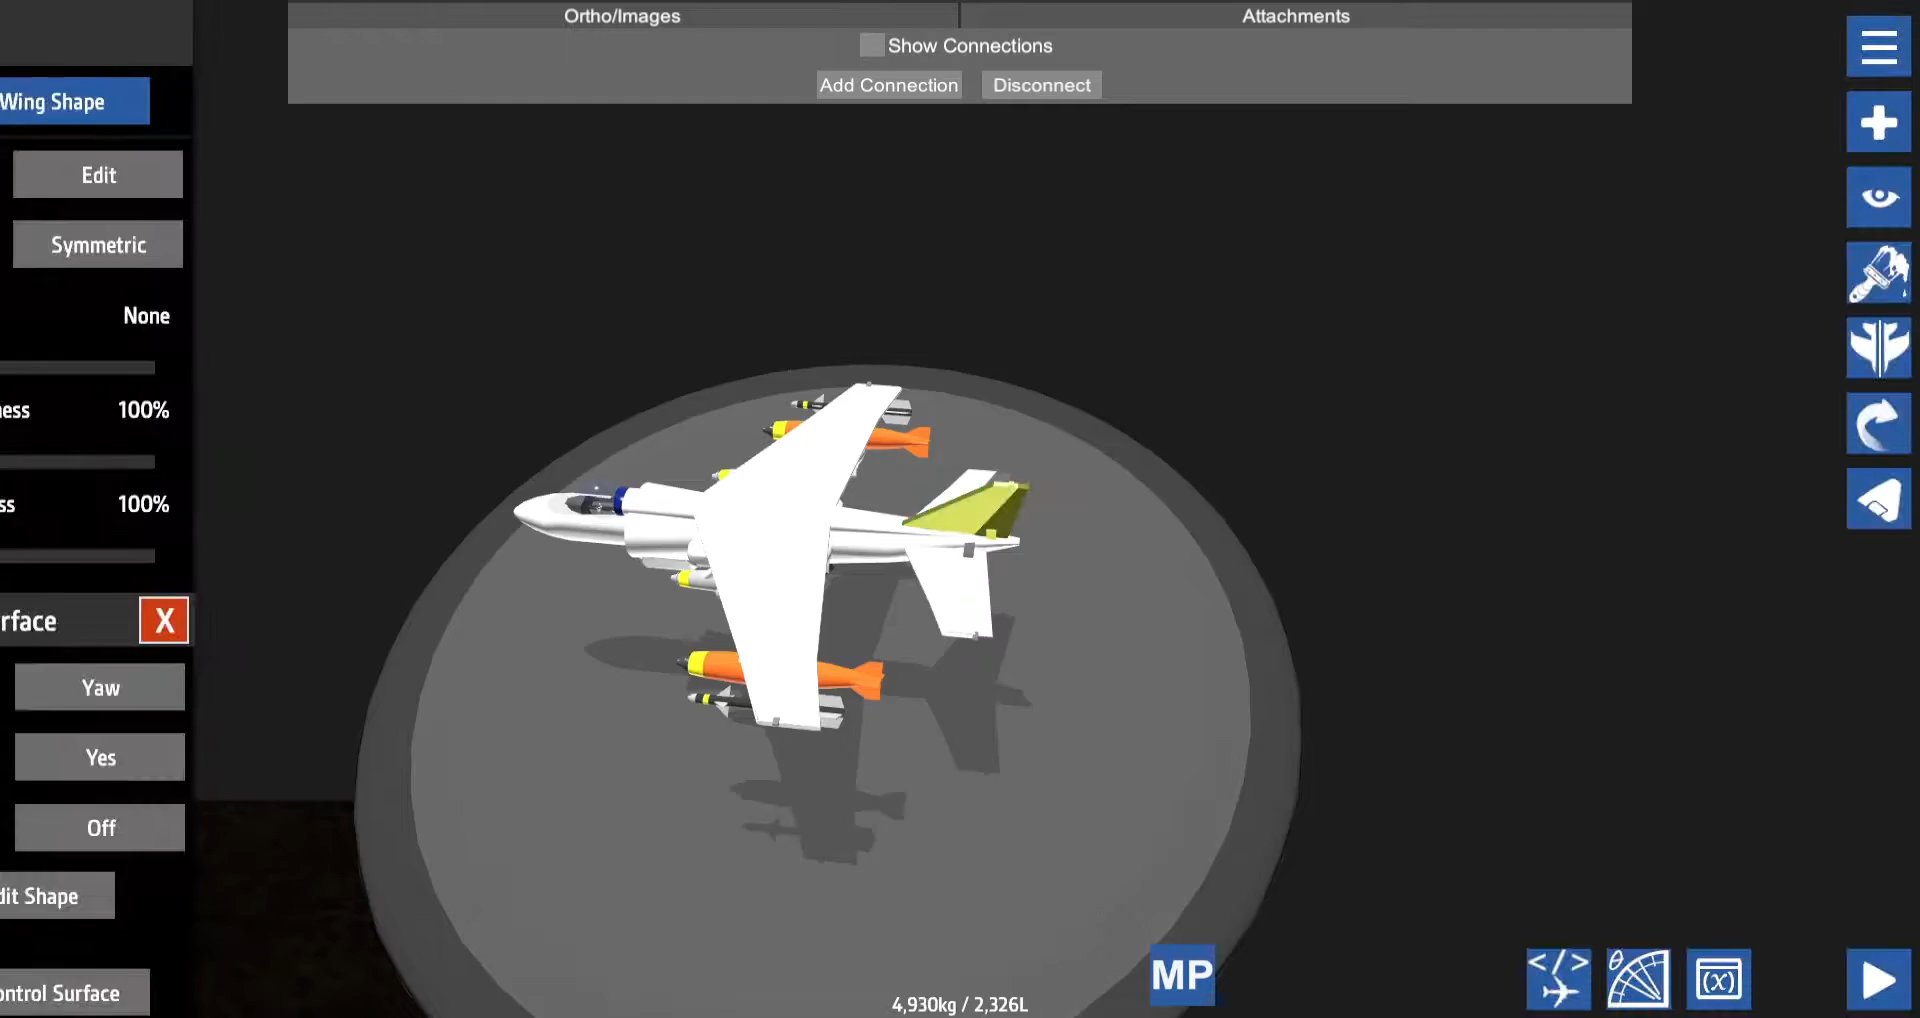 Ortho/Images
Attachments
Show Connections
Add Connection
Disconnect
Wing Shape
Edit
Symmetric
None
ess
100%
ss
100%
rface
X
Yaw
Yes
Off
dit Shape
ontrol Surface
MP
4,930kg / 2,326L
</>
θ
(x)